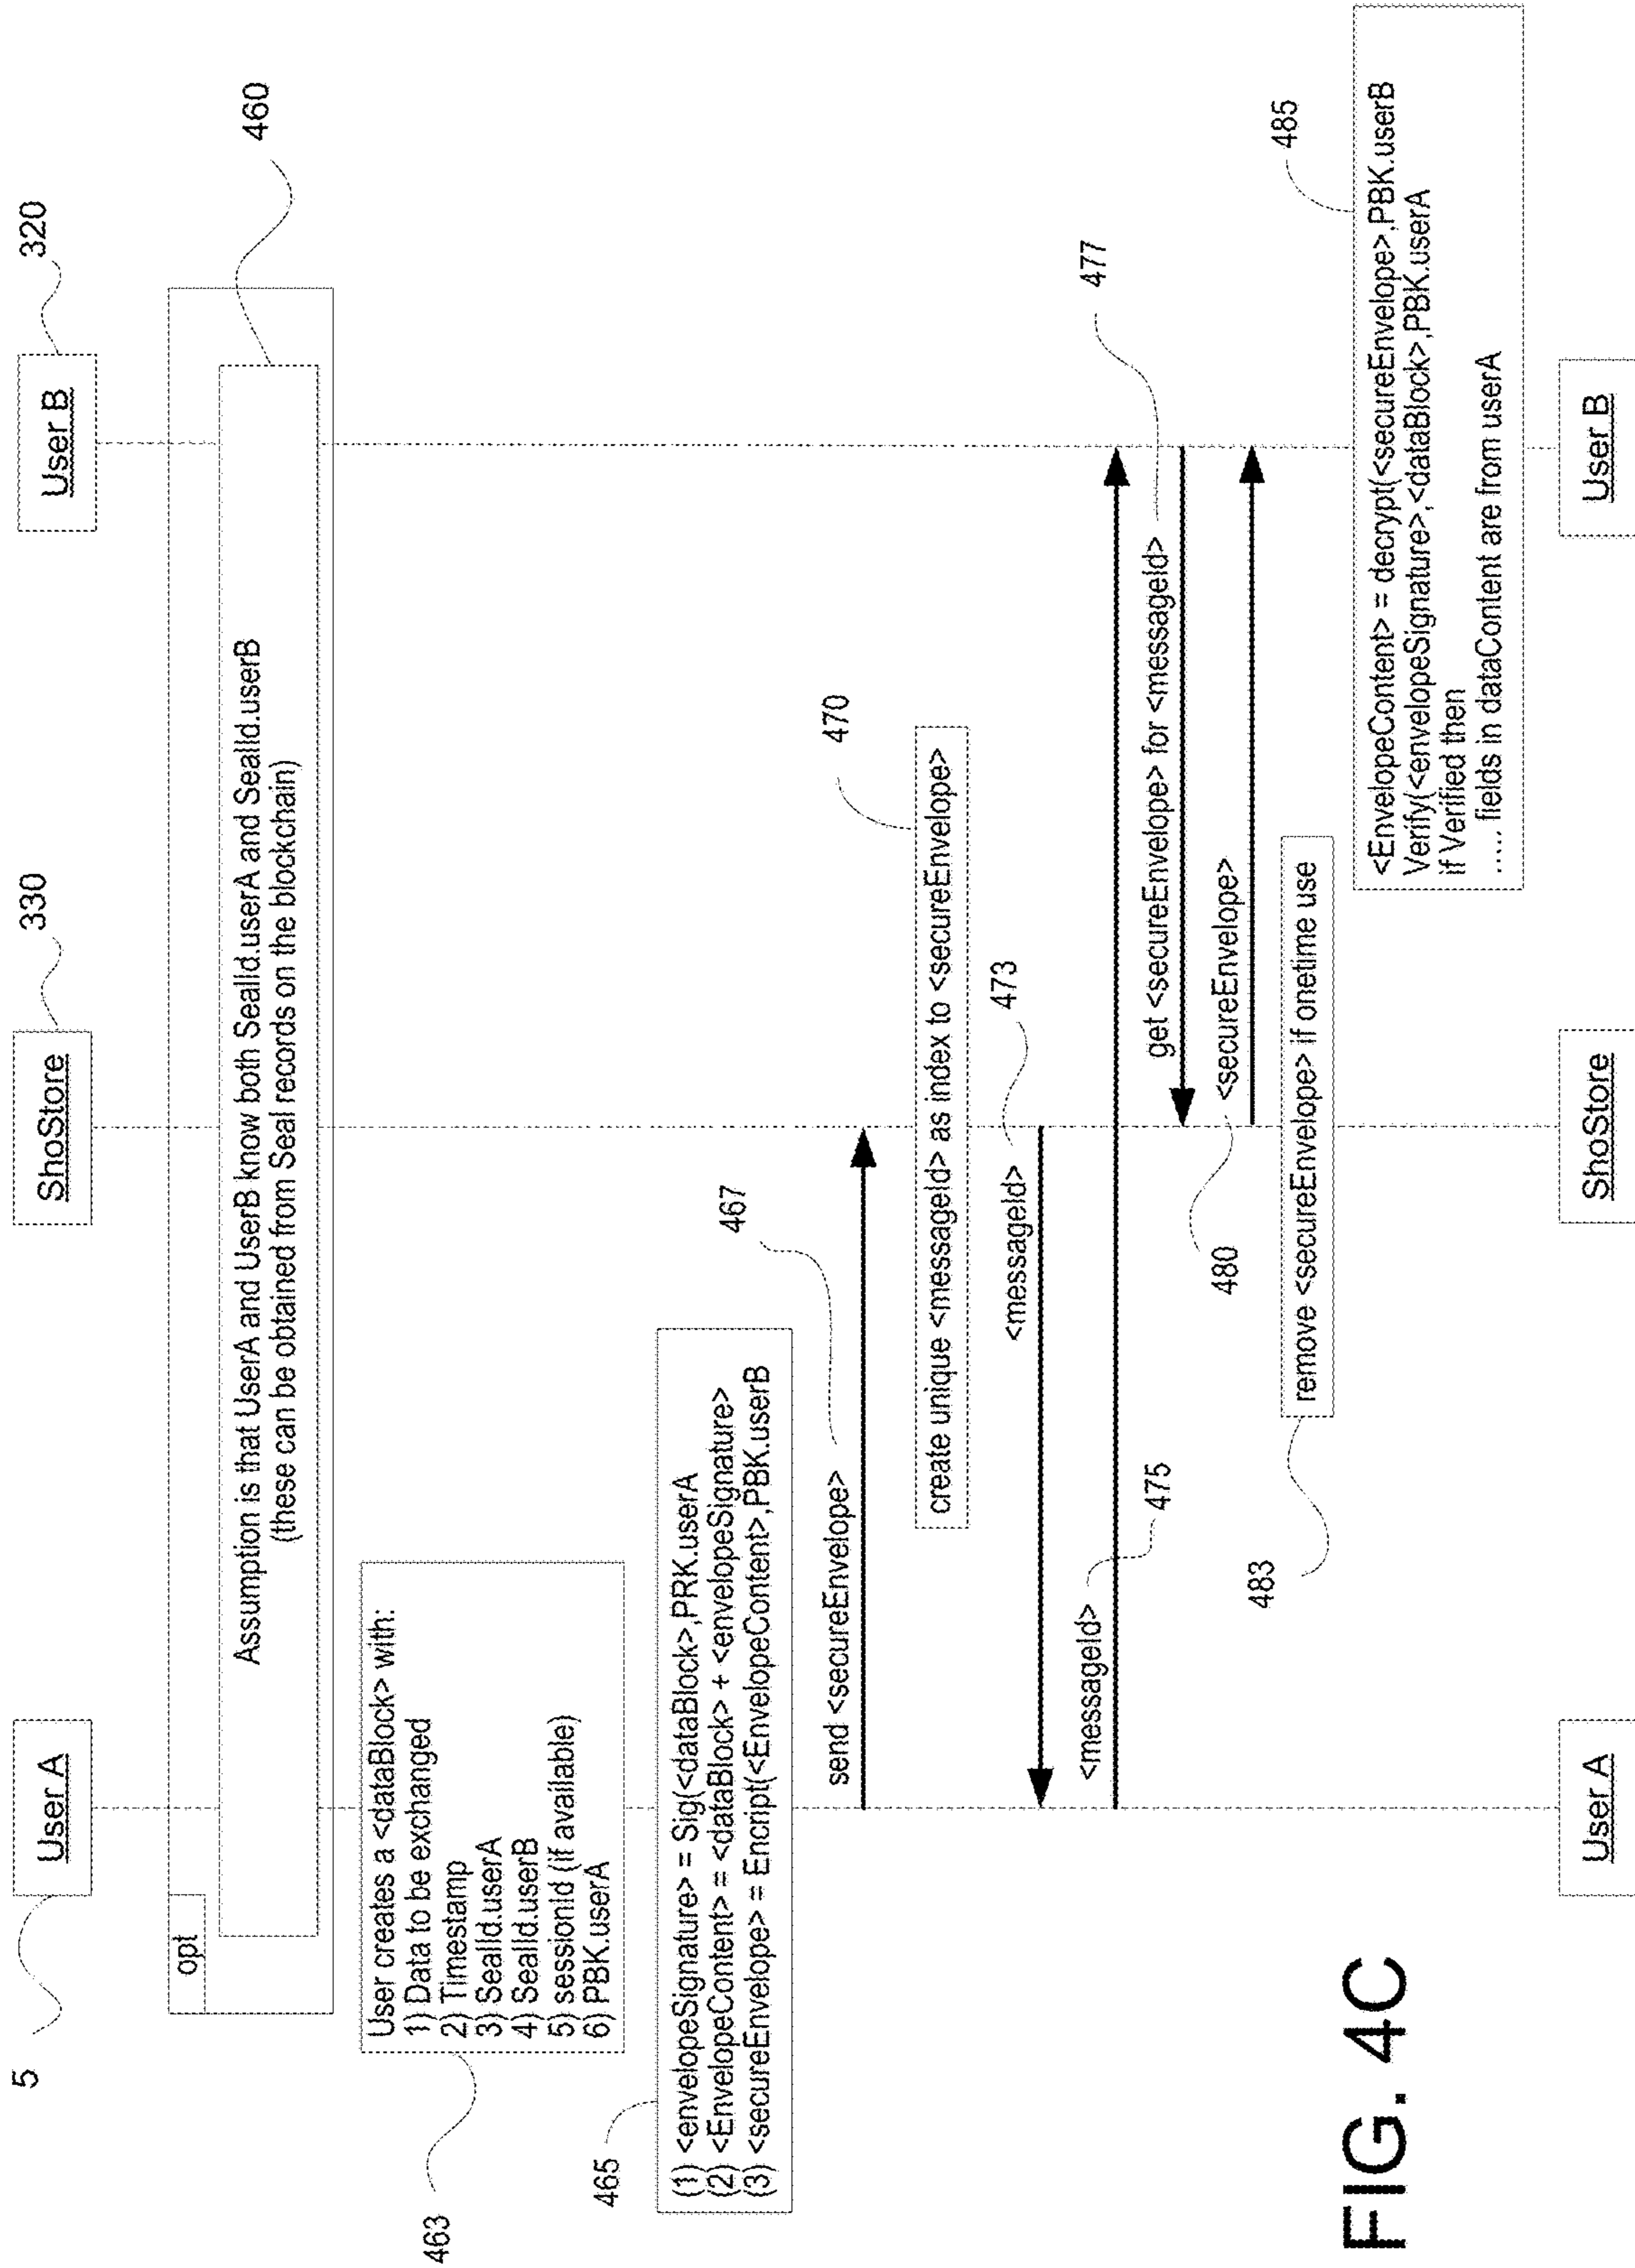 5
User A
330
ShoStore
320
User B
opt
460
Assumption is that UserA and UserB know both SealId.userA and SealId.userB
(these can be obtained from Seal records on the blockchain)
463
User creates a <dataBlock> with:
1) Data to be exchanged
2) Timestamp
3) SealId.userA
4) SealId.userB
5) sessionId (if available)
6) PBK.userA
465
(1) <envelopeSignature> = Sig(<dataBlock>,PRK.userA
(2) <EnvelopeContent> = <dataBlock> + <envelopeSignature>
(3) <secureEnvelope> = Encript(<EnvelopeContent>,PBK.userB
467
send <secureEnvelope>
470
create unique <messageId> as index to <secureEnvelope>
473
<messageId>
475
<messageId>
477
get <secureEnvelope> for <messageId>
480
<secureEnvelope>
483
remove <secureEnvelope> if onetime use
485
<EnvelopeContent> = decrypt(<secureEnvelope>,PBK.userB
Verify(<envelopeSignature>,<dataBlock>,PBK.userA
if Verified then
..... fields in dataContent are from userA
User A
ShoStore
User B
FIG. 4C